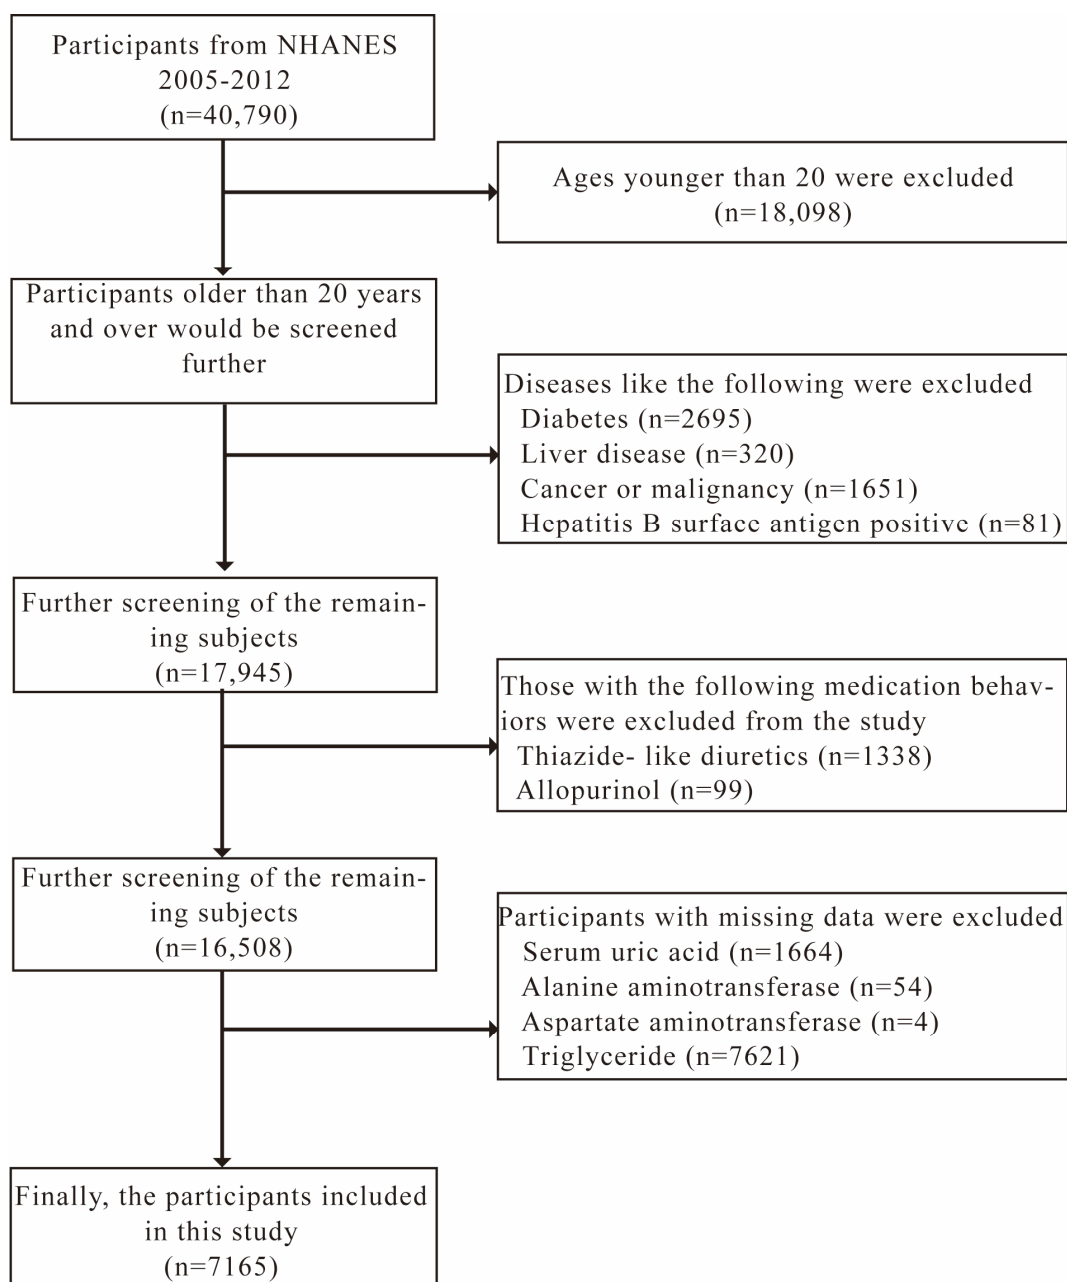 Participants from NHANES
2005-2012
(n=40,790)
Ages younger than 20 were excluded
(n=18,098)
Participants older than 20 years
and over would be screened
further
Diseases like the following were excluded
Diabetes (n=2695)
Liver disease (n=320)
Cancer or malignancy (n=1651)
Hepatitis B surface antigen positive (n=81)
Further screening of the remain-
ing subjects
(n=17,945)
Those with the following medication behav-
iors were excluded from the study
Thiazide- like diuretics (n=1338)
Allopurinol (n=99)
Further screening of the remain-
ing subjects
(n=16,508)
Participants with missing data were excluded
Serum uric acid (n=1664)
Alanine aminotransferase (n=54)
Aspartate aminotransferase (n=4)
Triglyceride (n=7621)
Finally, the participants included
in this study
(n=7165)